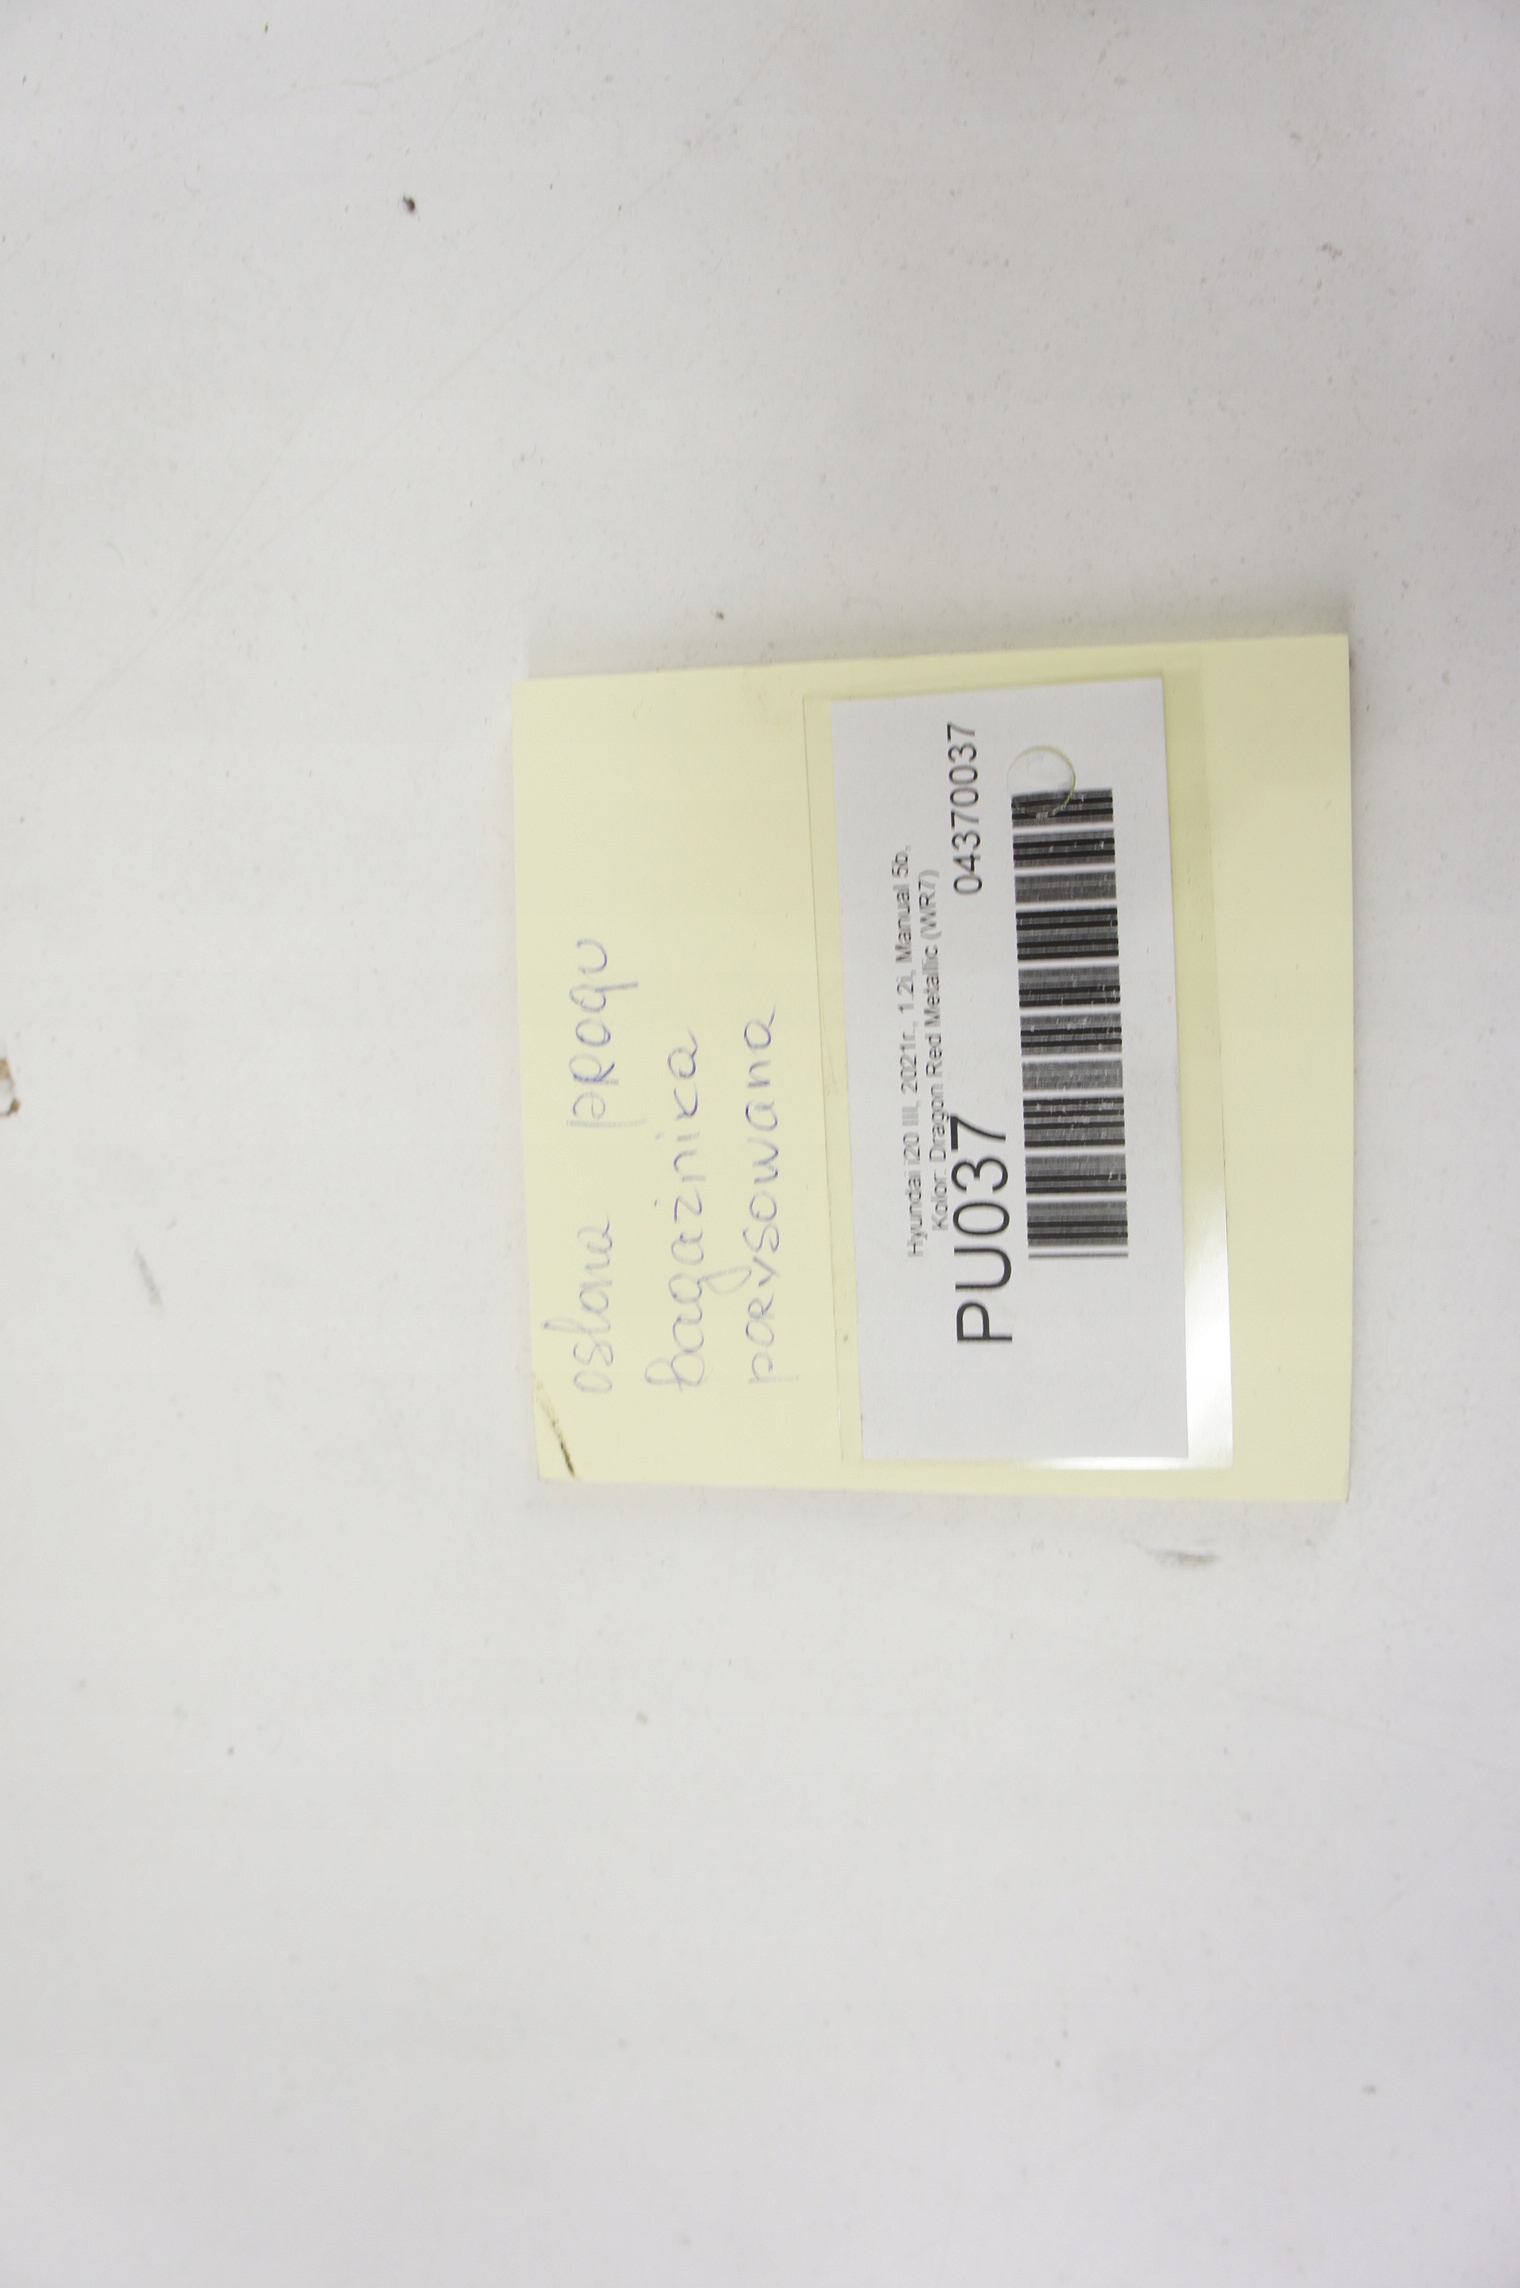 osłona progu
bagażnika
porysowana
Hyundai i20 III, 2021r., 1.2i, Manual 5b,
Kolor: Dragon Red Metallic (WR7)
PU037 04370037